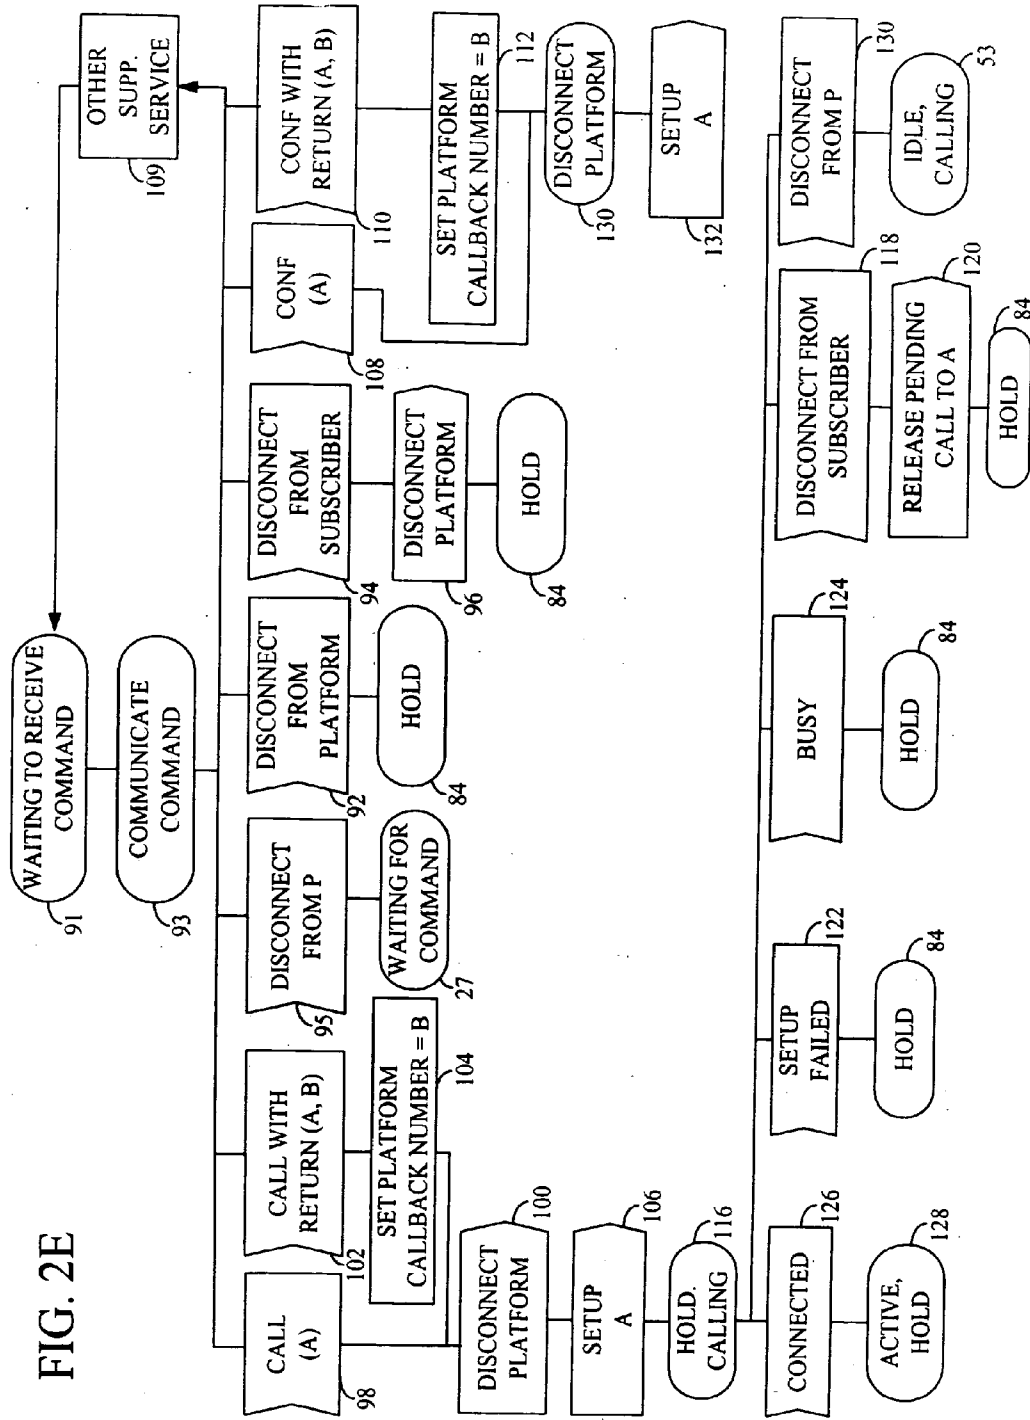 FIG. 2E
WAITING TO RECEIVE
COMMAND
91
COMMUNICATE
COMMAND
93
OTHER
SUPP.
SERVICE
109
CALL
(A)
98
CALL WITH
RETURN (A, B)
102
DISCONNECT
FROM P
95
DISCONNECT
FROM
PLATFORM
92
DISCONNECT
FROM
SUBSCRIBER
94
CONF
(A)
108
CONF WITH
RETURN (A, B)
110
SET PLATFORM
CALLBACK NUMBER = B
104
WAITING FOR
COMMAND
27
HOLD
84
DISCONNECT
PLATFORM
96
HOLD
84
SET PLATFORM
CALLBACK NUMBER = B
112
DISCONNECT
PLATFORM
100
DISCONNECT
PLATFORM
130
SETUP
A
106
SETUP
A
132
HOLD.
CALLING
116
CONNECTED
126
SETUP
FAILED
122
BUSY
124
DISCONNECT FROM
SUBSCRIBER
118
DISCONNECT
FROM P
130
ACTIVE,
HOLD
128
HOLD
84
HOLD
84
RELEASE PENDING
CALL TO A
120
IDLE,
CALLING
53
HOLD
84